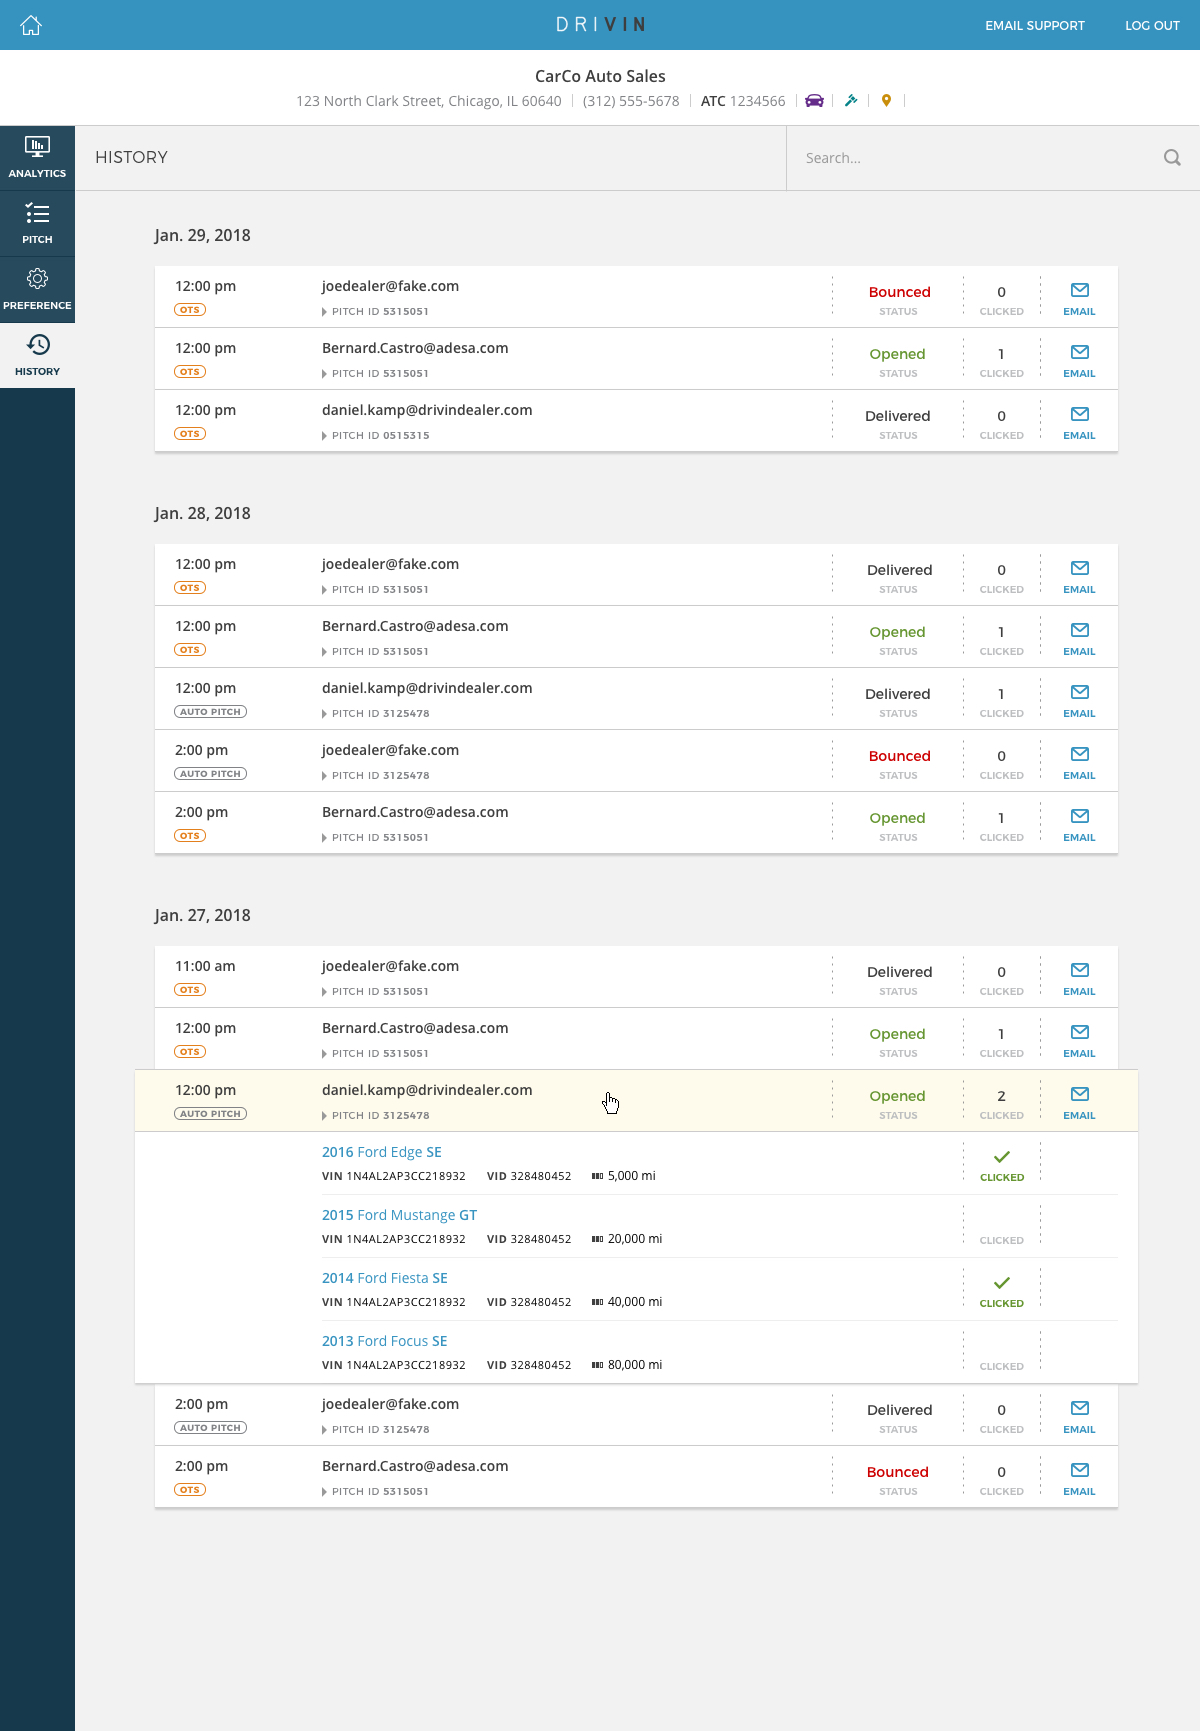 DRIVIN
EMAIL SUPPORT
LOG OUT
CarCo Auto Sales
123 North Clark Street, Chicago, IL 60640 (312) 555-5678 ATC 1234566
ANALYTICS
PITCH
PREFERENCE
HISTORY
HISTORY
Search...
Jan. 29, 2018
12:00 pm joedealer@fake.com Bounced 0
OTS PITCH ID 5315051 STATUS CLICKED EMAIL
12:00 pm Bernard.Castro@adesa.com Opened 1
OTS PITCH ID 5315051 STATUS CLICKED EMAIL
12:00 pm daniel.kamp@drivindealer.com Delivered 0
OTS PITCH ID 0515315 STATUS CLICKED EMAIL
Jan. 28, 2018
12:00 pm joedealer@fake.com Delivered 0
OTS PITCH ID 5315051 STATUS CLICKED EMAIL
12:00 pm Bernard.Castro@adesa.com Opened 1
OTS PITCH ID 5315051 STATUS CLICKED EMAIL
12:00 pm daniel.kamp@drivindealer.com Delivered 1
AUTO PITCH PITCH ID 3125478 STATUS CLICKED EMAIL
2:00 pm joedealer@fake.com Bounced 0
AUTO PITCH PITCH ID 3125478 STATUS CLICKED EMAIL
2:00 pm Bernard.Castro@adesa.com Opened 1
OTS PITCH ID 5315051 STATUS CLICKED EMAIL
Jan. 27, 2018
11:00 am joedealer@fake.com Delivered 0
OTS PITCH ID 5315051 STATUS CLICKED EMAIL
12:00 pm Bernard.Castro@adesa.com Opened 1
OTS PITCH ID 5315051 STATUS CLICKED EMAIL
12:00 pm daniel.kamp@drivindealer.com Opened 2
AUTO PITCH PITCH ID 3125478 STATUS CLICKED EMAIL
2016 Ford Edge SE
VIN 1N4AL2AP3CC218932 VID 328480452 5,000 mi CLICKED
2015 Ford Mustange GT
VIN 1N4AL2AP3CC218932 VID 328480452 20,000 mi CLICKED
2014 Ford Fiesta SE
VIN 1N4AL2AP3CC218932 VID 328480452 40,000 mi CLICKED
2013 Ford Focus SE
VIN 1N4AL2AP3CC218932 VID 328480452 80,000 mi CLICKED
2:00 pm joedealer@fake.com Delivered 0
AUTO PITCH PITCH ID 3125478 STATUS CLICKED EMAIL
2:00 pm Bernard.Castro@adesa.com Bounced 0
OTS PITCH ID 5315051 STATUS CLICKED EMAIL